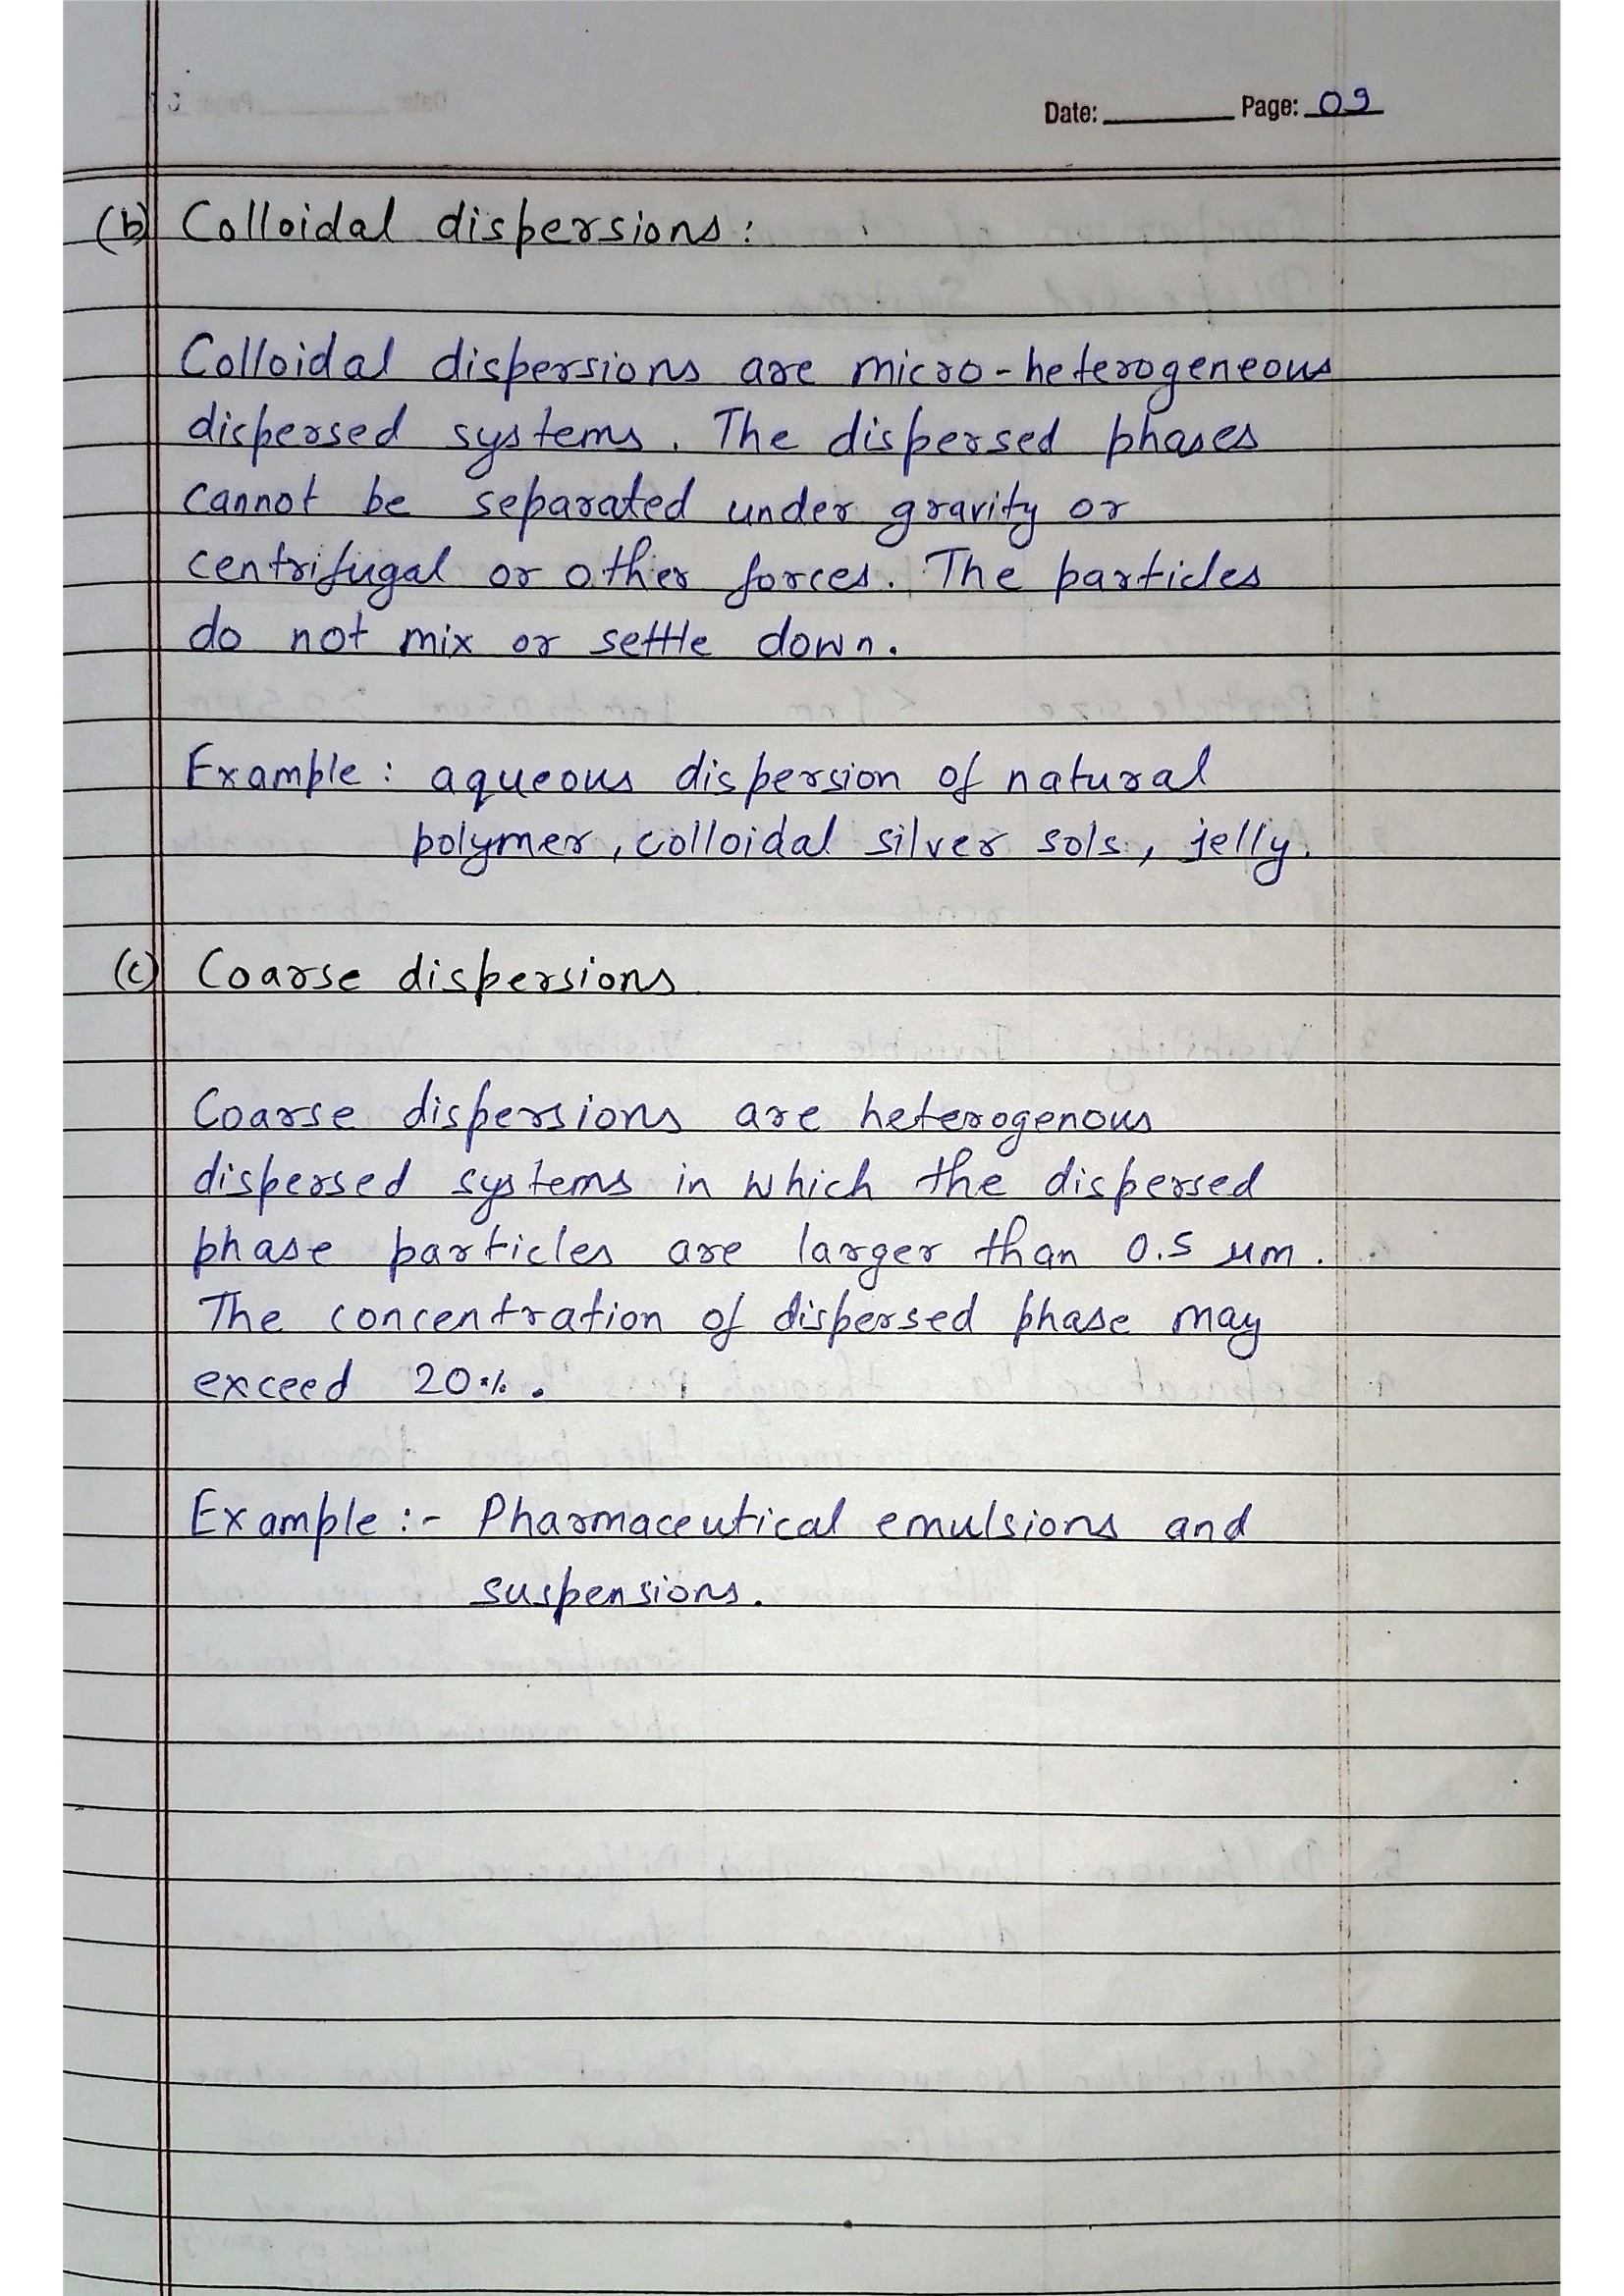 Date: Page: 09
(b) Colloidal dispersions:
Colloidal dispersions are micro-heterogeneous
dispersed systems. The dispersed phases
cannot be separated under gravity or
centrifugal or other forces. The particles
do not mix or settle down.
Example: aqueous dispersion of natural
polymer, colloidal silver sols, jelly.
(c) Coarse dispersions
Coarse dispersions are heterogenous
dispersed systems in which the dispersed
phase particles are larger than 0.5 µm.
The concentration of dispersed phase may
exceed 20%.
Example :- Pharmaceutical emulsions and
suspensions.